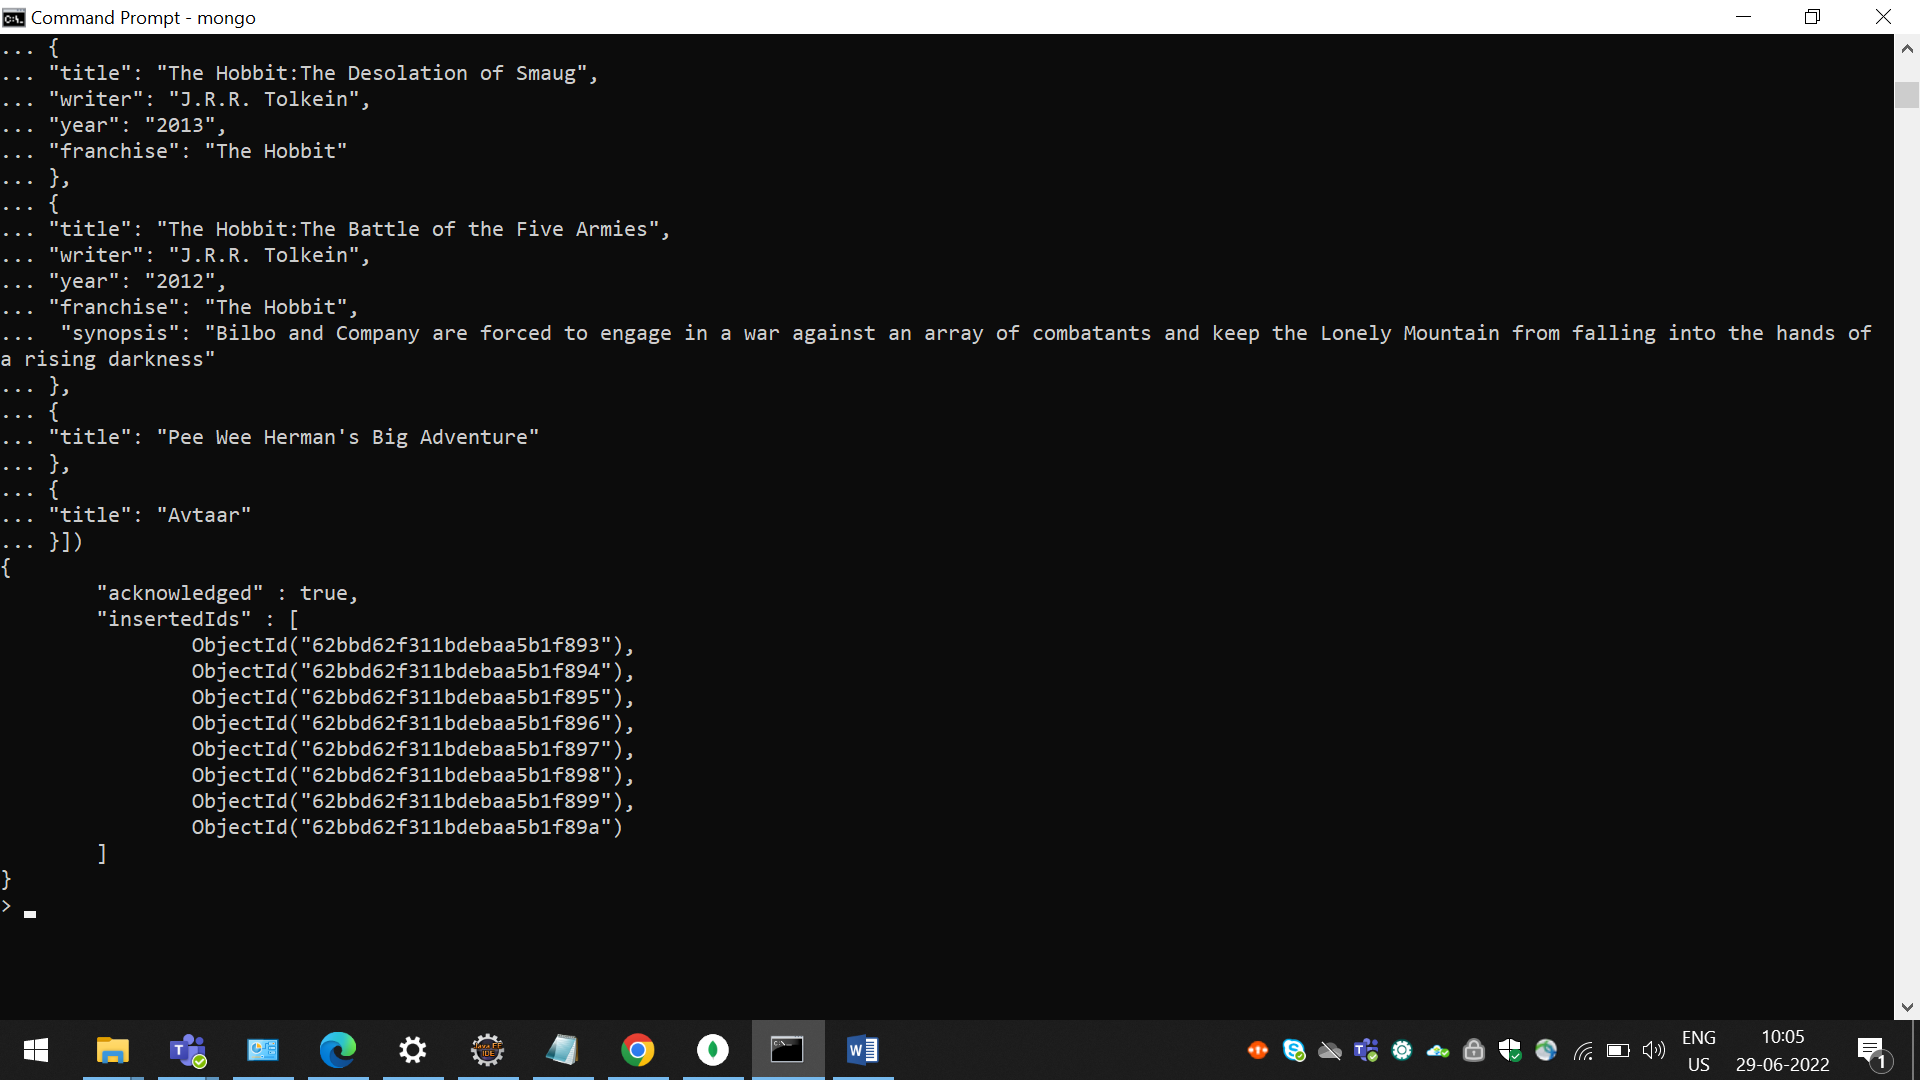 Command Prompt - mongo
... {
... "title": "The Hobbit:The Desolation of Smaug",
... "writer": "J.R.R. Tolkein",
... "year": "2013",
... "franchise": "The Hobbit"
... },
... {
... "title": "The Hobbit:The Battle of the Five Armies",
... "writer": "J.R.R. Tolkein",
... "year": "2012",
... "franchise": "The Hobbit",
...  "synopsis": "Bilbo and Company are forced to engage in a war against an array of combatants and keep the Lonely Mountain from falling into the hands of
a rising darkness"
... },
... {
... "title": "Pee Wee Herman's Big Adventure"
... },
... {
... "title": "Avtaar"
... }])
{
        "acknowledged" : true,
        "insertedIds" : [
                ObjectId("62bbd62f311bdebaa5b1f893"),
                ObjectId("62bbd62f311bdebaa5b1f894"),
                ObjectId("62bbd62f311bdebaa5b1f895"),
                ObjectId("62bbd62f311bdebaa5b1f896"),
                ObjectId("62bbd62f311bdebaa5b1f897"),
                ObjectId("62bbd62f311bdebaa5b1f898"),
                ObjectId("62bbd62f311bdebaa5b1f899"),
                ObjectId("62bbd62f311bdebaa5b1f89a")
        ]
}
>
ENG 10:05
US 29-06-2022
1